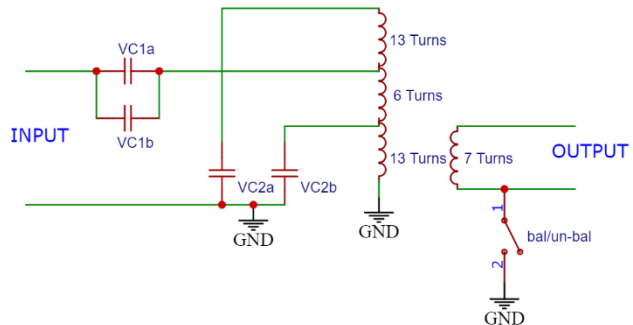 13 Turns
VC1a
6 Turns
VC1b
INPUT
13 Turns
7 Turns
OUTPUT
VC2a
VC2b
1
GND
GND
bal/un-bal
2
GND